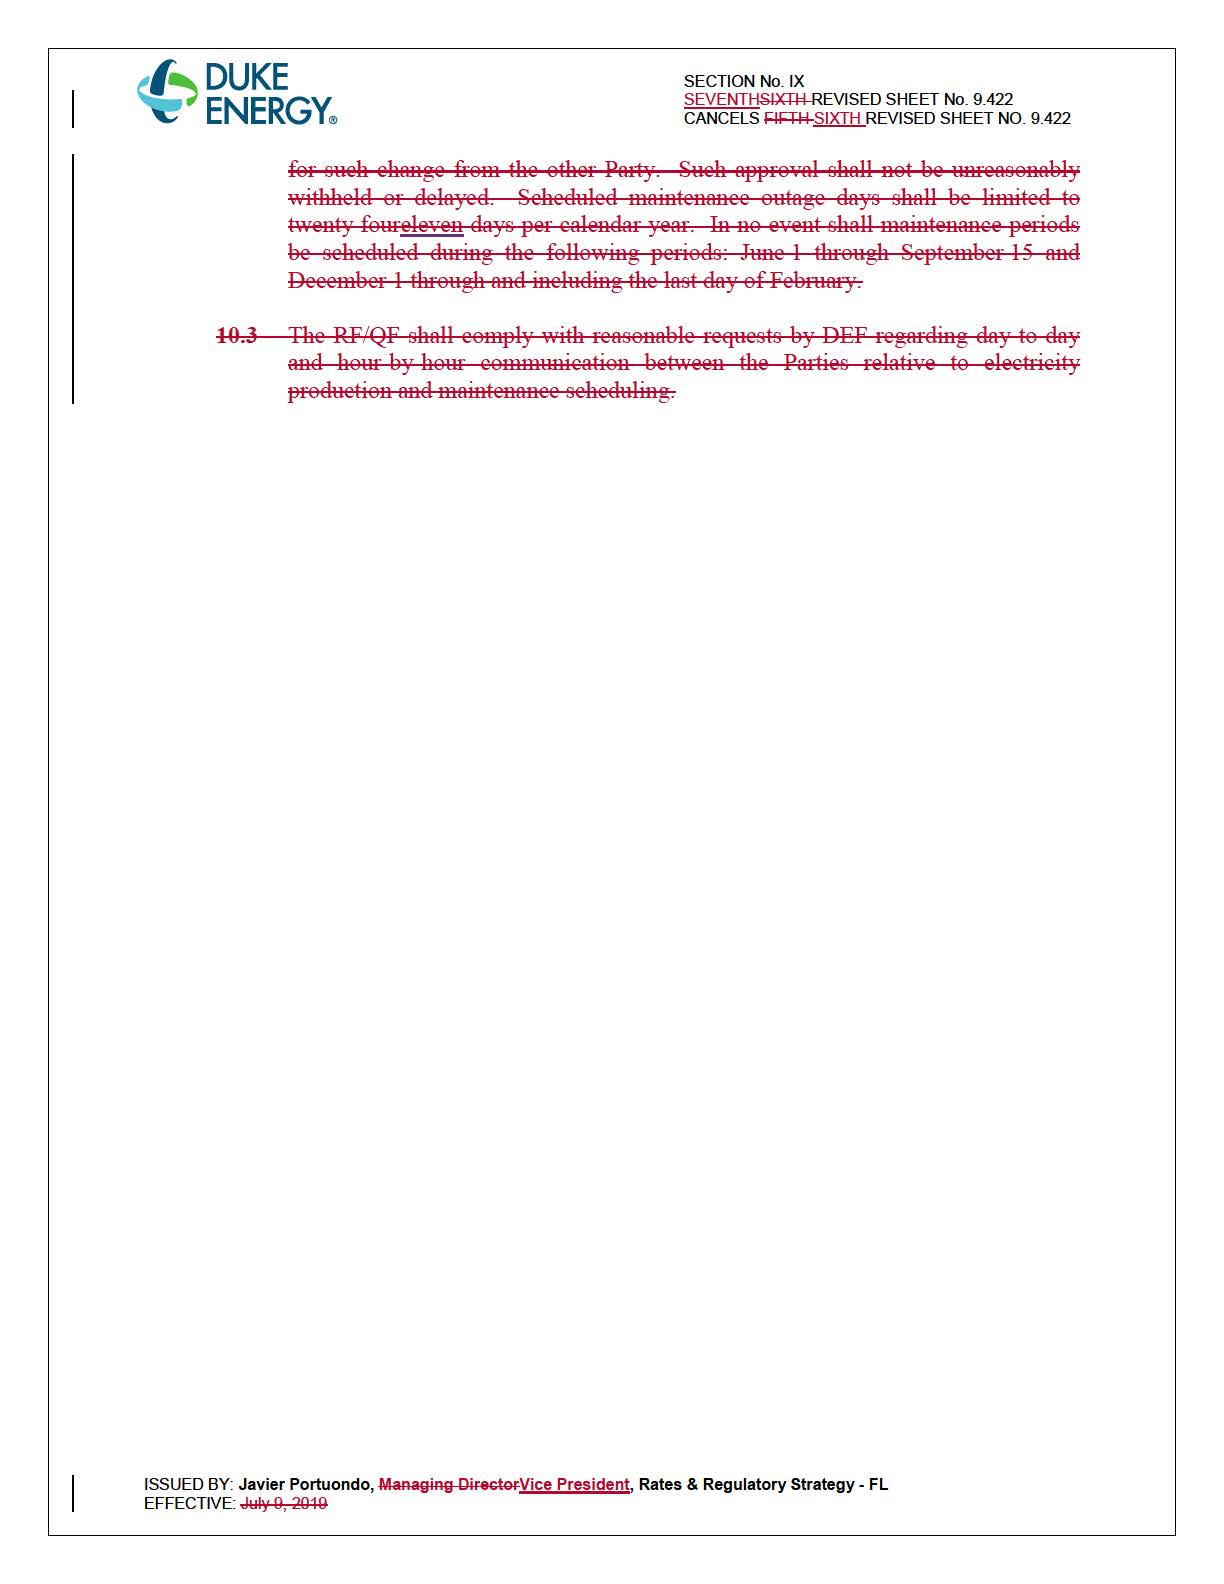 DUKE
ENERGY®
SECTION No. IX
SEVENTHSIXTH REVISED SHEET No. 9.422
CANCELS FIFTH SIXTH REVISED SHEET NO. 9.422
for such change from the other Party. Such approval shall not be unreasonably
withheld or delayed. Scheduled maintenance outage days shall be limited to
twenty foureleven days per calendar year. In no event shall maintenance periods
be scheduled during the following periods: June 1 through September 15 and
December 1 through and including the last day of February.
10.3 The RF/QF shall comply with reasonable requests by DEF regarding day-to-day
and hour-by-hour communication between the Parties relative to electricity
production and maintenance scheduling.
ISSUED BY: Javier Portuondo, Managing DirectorVice President, Rates & Regulatory Strategy - FL
EFFECTIVE: July 9, 2019